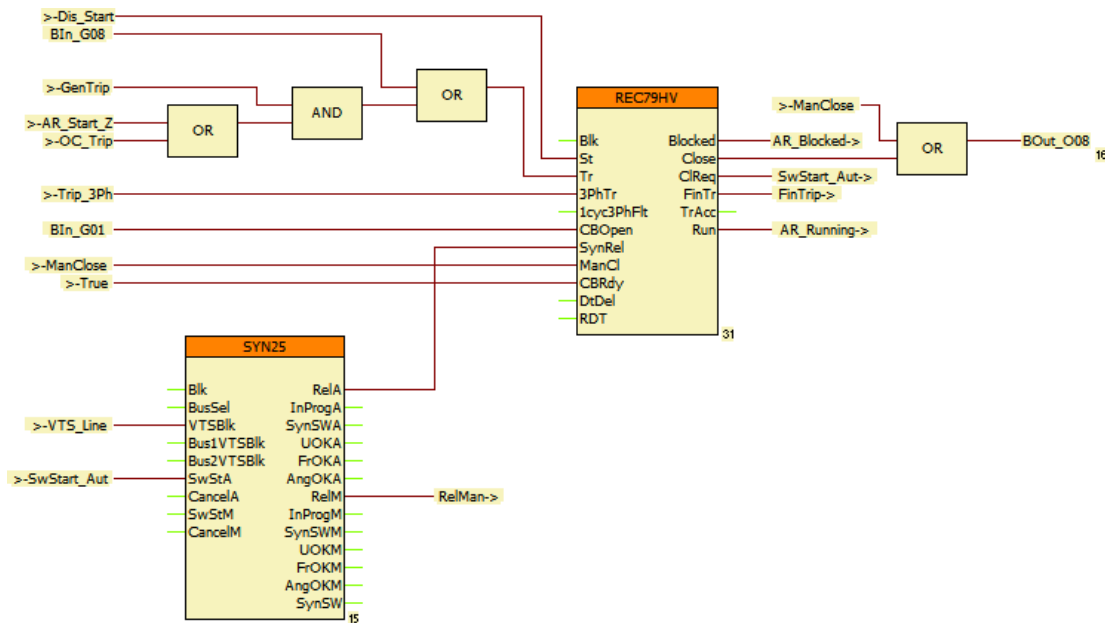 >-Dis_Start
BIn_G08
>-GenTrip
>-AR_Start_Z
>-OC_Trip
OR
AND
OR
>-Trip_3Ph
BIn_G01
>-ManClose
>-True
REC79HV
Blk
St
Tr
3PhTr
1cyc3PhFlt
CBOpen
SynRel
ManCl
CBRdy
DtDel
RDT
Blocked
Close
ClReq
FinTr
TrAcc
Run
31
>-ManClose
AR_Blocked->
SwStart_Aut->
FinTrip->
AR_Running->
OR
BOut_O08
16
SYN25
>-VTS_Line
>-SwStart_Aut
Blk
BusSel
VTSBlk
Bus1VTSBlk
Bus2VTSBlk
SwStA
CancelA
SwStM
CancelM
RelA
InProgA
SynSWA
UOKA
FrOKA
AngOKA
RelM
InProgM
SynSWM
UOKM
FrOKM
AngOKM
SynSW
15
RelMan->